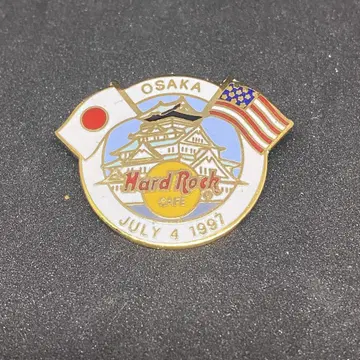 OSAKA
Hard Rock
CAFE
JULY 4 1997